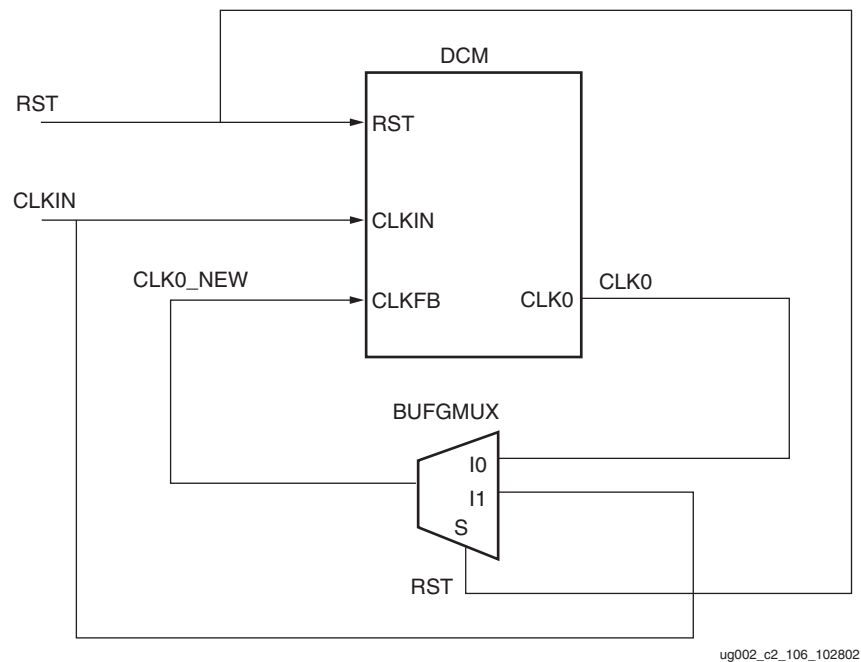 DCM
RST
RST
CLKIN
CLKIN
CLK0_NEW
CLKFB
CLK0
CLK0
BUFGMUX
I0
I1
S
RST
ug002_c2_106_102802